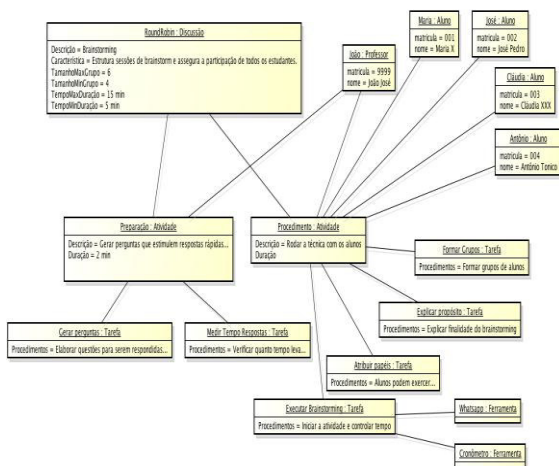 RoundRobin : Discussão
Descrição = Brainstorming
Característica = Estrutura sessões de brainstorm e assegura a participação de todos os estudantes.
TamanhoMaxGrupo = 6
TamanhoMinGrupo = 4
TempoMaxDuração = 15 min
TempoMinDuração = 5 min
João : Professor
matricula = 9999
nome = João José
Maria : Aluno
matricula = 001
nome = Maria X
José : Aluno
matricula = 002
nome = José Pedro
Cláudia : Aluno
matricula = 003
nome = Cláudia XXX
Antônio : Aluno
matricula = 004
nome = Antônio Tonico
Preparação : Atividade
Descrição = Gerar perguntas que estimulem respostas rápidas...
Duração = 2 min
Procedimento : Atividade
Descrição = Rodar a técnica com os alunos
Duração
Formar Grupos : Tarefa
Procedimentos = Formar grupos de alunos
Explicar propósito : Tarefa
Procedimentos = Explicar finalidade do brainstorming
Gerar perguntas : Tarefa
Procedimentos = Elaborar questões para serem respondidas...
Medir Tempo Respostas : Tarefa
Procedimentos = Verificar quanto tempo leva...
Atribuir papéis : Tarefa
Procedimentos = Alunos podem exercer...
Executar Brainstorming : Tarefa
Procedimentos = Iniciar a atividade e controlar tempo
Whatsapp : Ferramenta
Cronômetro : Ferramenta